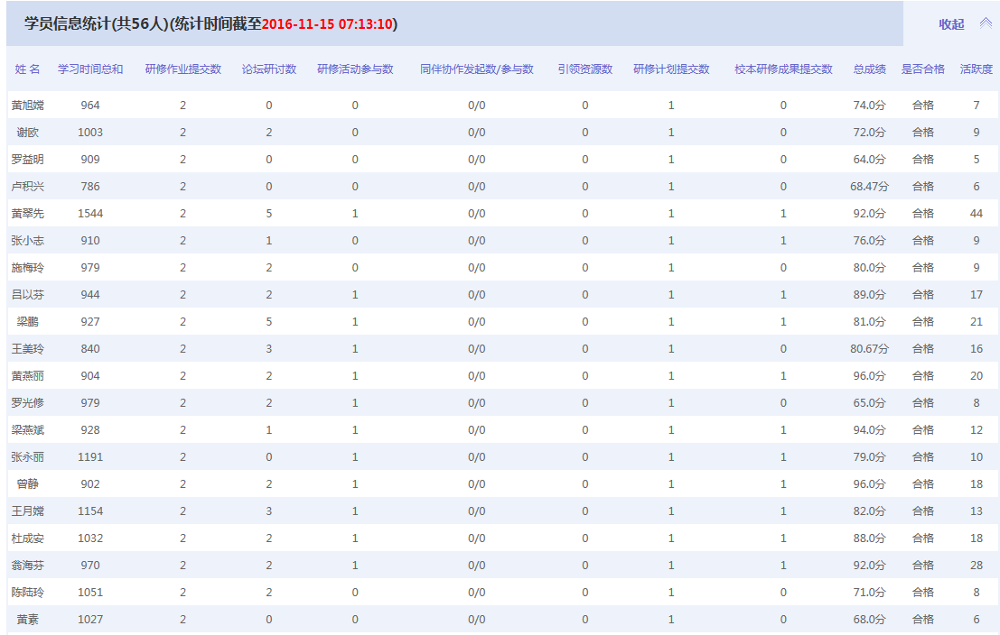 学员信息统计(共56人)(统计时间截至2016-11-15 07:13:10) 收起
姓 名 学习时间总和 研修作业提交数 论坛研讨数 研修活动参与数 同伴协作发起数/参与数 引领资源数 研修计划提交数 校本研修成果提交数 总成绩 是否合格 活跃度
黄旭嫦 964 2 0 0 0/0 0 1 0 74.0分 合格 7
谢欧 1003 2 2 0 0/0 0 1 0 72.0分 合格 9
罗益明 909 2 0 0 0/0 0 1 0 64.0分 合格 5
卢积兴 786 2 0 0 0/0 0 1 0 68.47分 合格 6
黄翠先 1544 2 5 1 0/0 0 1 1 92.0分 合格 44
张小志 910 2 1 0 0/0 0 1 1 76.0分 合格 9
施梅玲 979 2 2 0 0/0 0 1 0 80.0分 合格 9
吕以芬 944 2 2 1 0/0 0 1 1 89.0分 合格 17
梁鹏 927 2 5 1 0/0 0 1 1 81.0分 合格 21
王美玲 840 2 3 1 0/0 0 1 0 80.67分 合格 16
黄燕丽 904 2 2 1 0/0 0 1 1 96.0分 合格 20
罗光修 979 2 2 1 0/0 0 1 0 65.0分 合格 8
梁燕斌 928 2 1 1 0/0 0 1 1 94.0分 合格 12
张永丽 1191 2 0 1 0/0 0 1 1 79.0分 合格 10
曾静 902 2 2 1 0/0 0 1 1 96.0分 合格 18
王月嫦 1154 2 3 1 0/0 0 1 1 82.0分 合格 13
杜成安 1032 2 2 1 0/0 0 1 1 88.0分 合格 18
翁海芬 970 2 2 1 0/0 0 1 1 92.0分 合格 28
陈陆玲 1051 2 2 0 0/0 0 1 0 71.0分 合格 8
黄素 1027 2 0 0 0/0 0 1 0 68.0分 合格 6